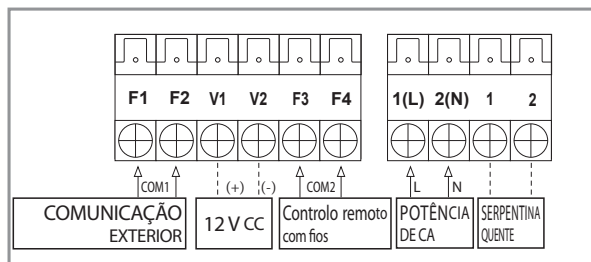 F1 F2 V1 V2 F3 F4 1(L) 2(N) 1 2
COM1 (+) (-) COM2 L N
COMUNICAÇÃO
EXTERIOR
12 V CC
Controlo remoto
com fios
POTÊNCIA
DE CA
SERPENTINA
QUENTE